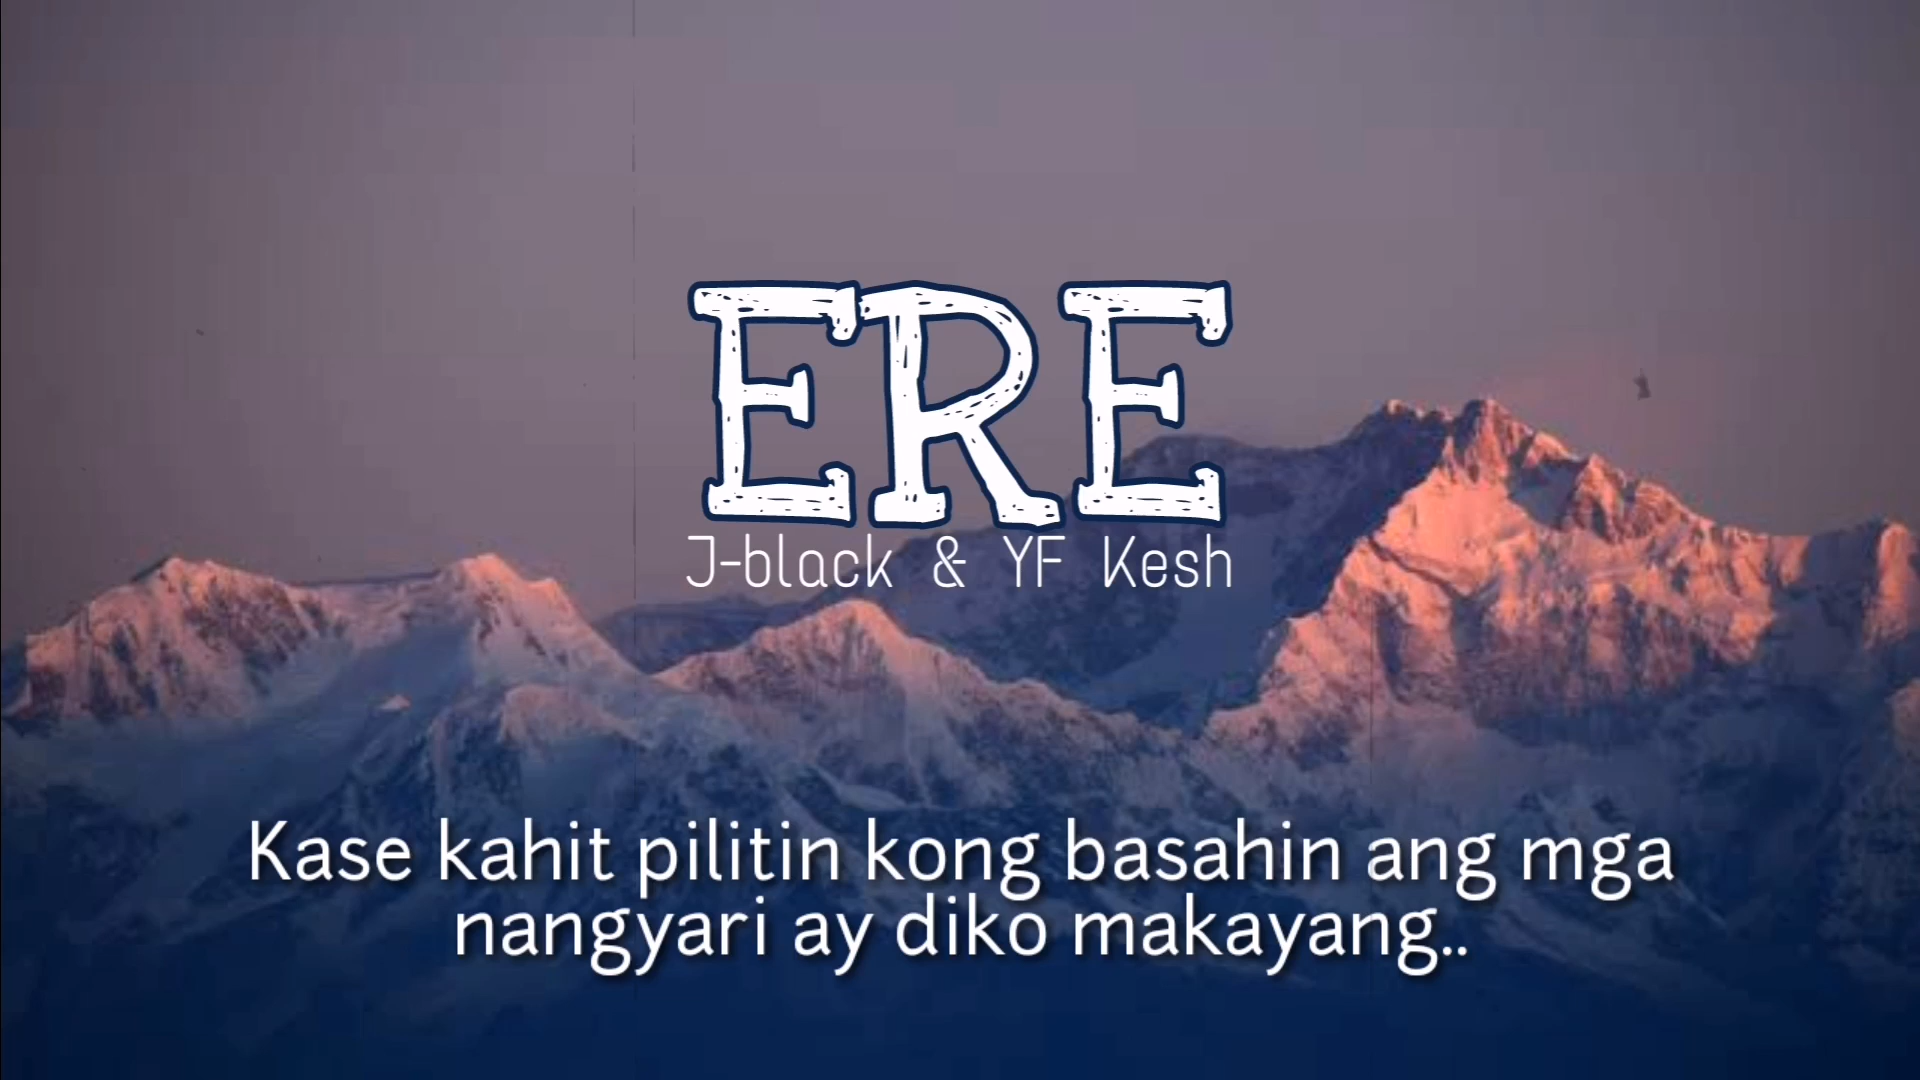 ERE
J-black & YF Kesh
Kase kahit pilitin kong basahin ang mga
nangyari ay diko makayang..